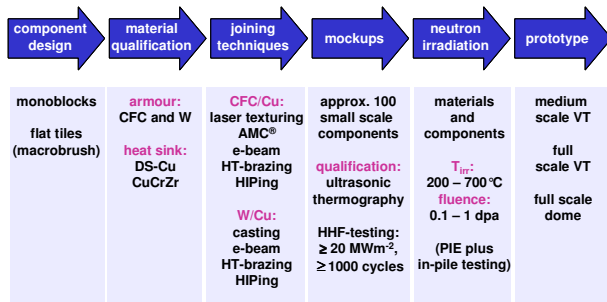 component
design
material
qualification
joining
techniques
mockups
neutron
irradiation
prototype
monoblocks
flat tiles
(macrobrush)
armour:
CFC and W
heat sink:
DS-Cu
CuCrZr
CFC/Cu:
laser texturing
AMC®
e-beam
HT-brazing
HIPing
W/Cu:
casting
e-beam
HT-brazing
HIPing
approx. 100
small scale
components
qualification:
ultrasonic
thermography
HHF-testing:
≥ 20 MWm⁻²,
≥ 1000 cycles
materials
and
components
Tirr:
200 – 700°C
fluence:
0.1 – 1 dpa
(PIE plus
in-pile testing)
medium
scale VT
full
scale VT
full scale
dome